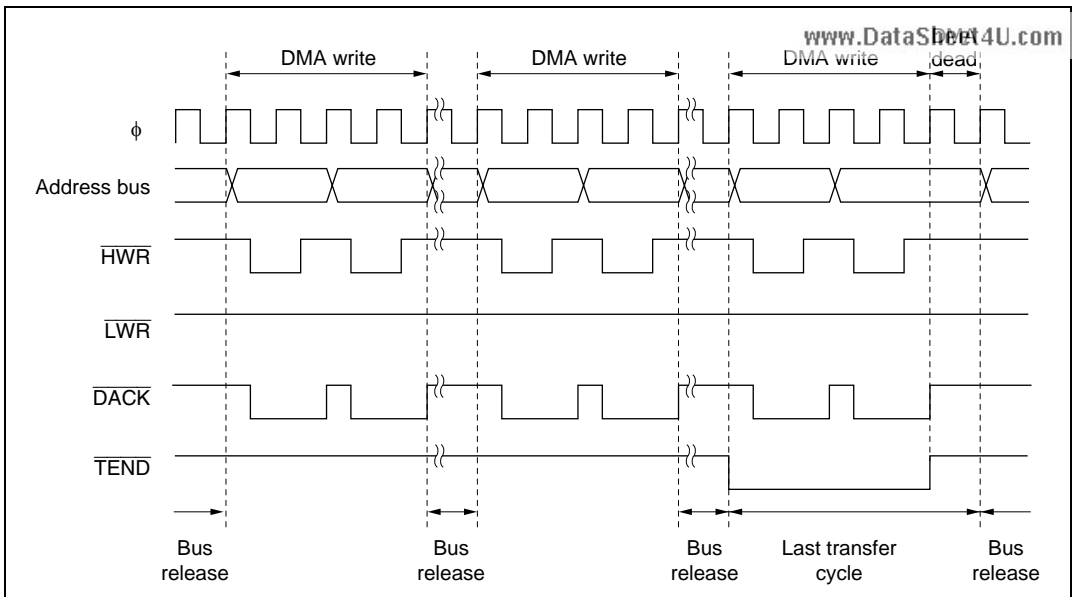 www.DataSheet4U.com
DMA write DMA write DMA write DMA
dead
φ
Address bus
HWR
LWR
DACK
TEND
Bus
release
Bus
release
Bus
release
Last transfer
cycle
Bus
release